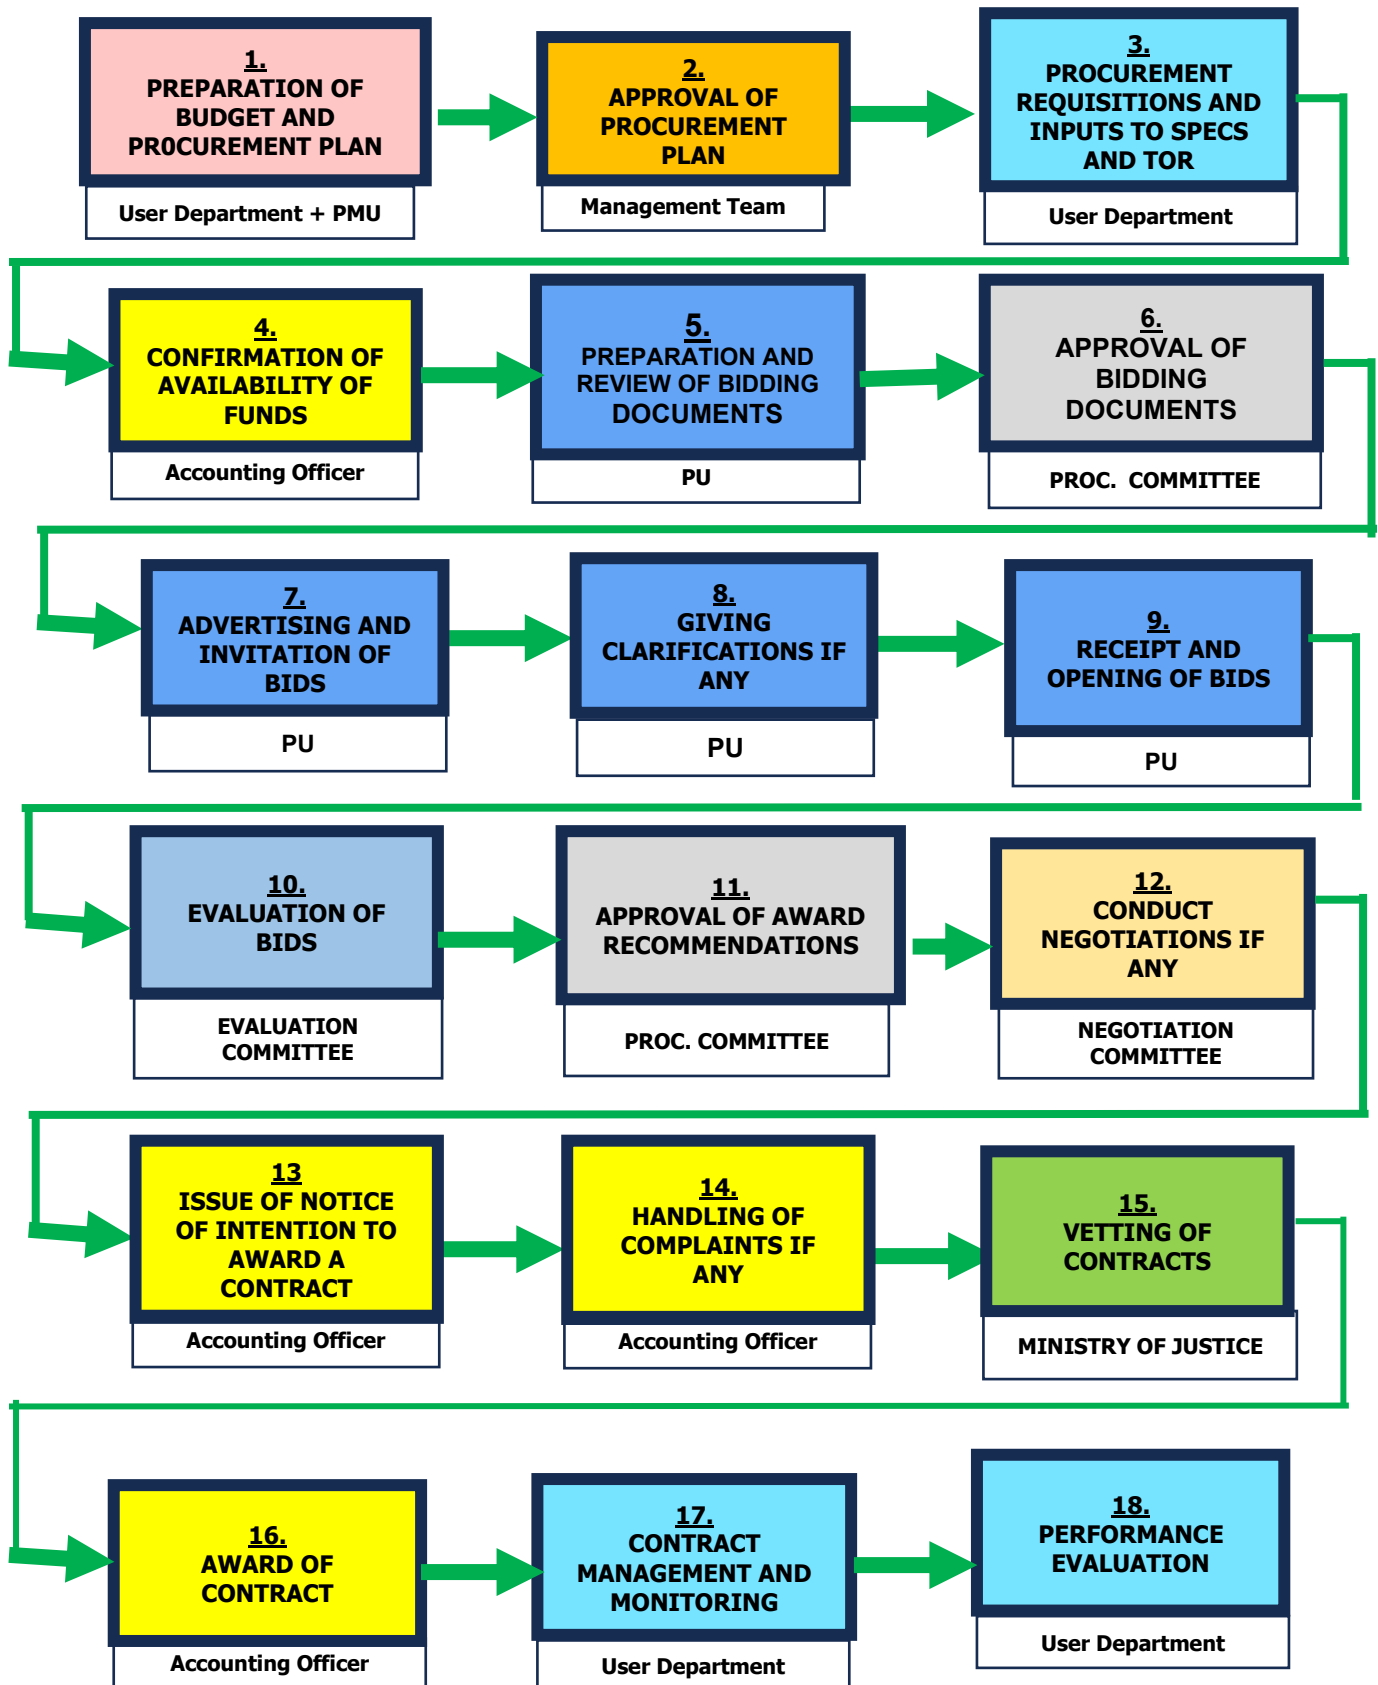 1.
PREPARATION OF
BUDGET AND
PR0CUREMENT PLAN
User Department + PMU
2.
APPROVAL OF
PROCUREMENT
PLAN
Management Team
3.
PROCUREMENT
REQUISITIONS AND
INPUTS TO SPECS
AND TOR
User Department
4.
CONFIRMATION OF
AVAILABILITY OF
FUNDS
Accounting Officer
5.
PREPARATION AND
REVIEW OF BIDDING
DOCUMENTS
PU
6.
APPROVAL OF
BIDDING
DOCUMENTS
PROC. COMMITTEE
7.
ADVERTISING AND
INVITATION OF
BIDS
PU
8.
GIVING
CLARIFICATIONS IF
ANY
PU
9.
RECEIPT AND
OPENING OF BIDS
PU
10.
EVALUATION OF
BIDS
EVALUATION
COMMITTEE
11.
APPROVAL OF AWARD
RECOMMENDATIONS
PROC. COMMITTEE
12.
CONDUCT
NEGOTIATIONS IF
ANY
NEGOTIATION
COMMITTEE
13
ISSUE OF NOTICE
OF INTENTION TO
AWARD A
CONTRACT
Accounting Officer
14.
HANDLING OF
COMPLAINTS IF
ANY
Accounting Officer
15.
VETTING OF
CONTRACTS
MINISTRY OF JUSTICE
16.
AWARD OF
CONTRACT
Accounting Officer
17.
CONTRACT
MANAGEMENT AND
MONITORING
User Department
18.
PERFORMANCE
EVALUATION
User Department